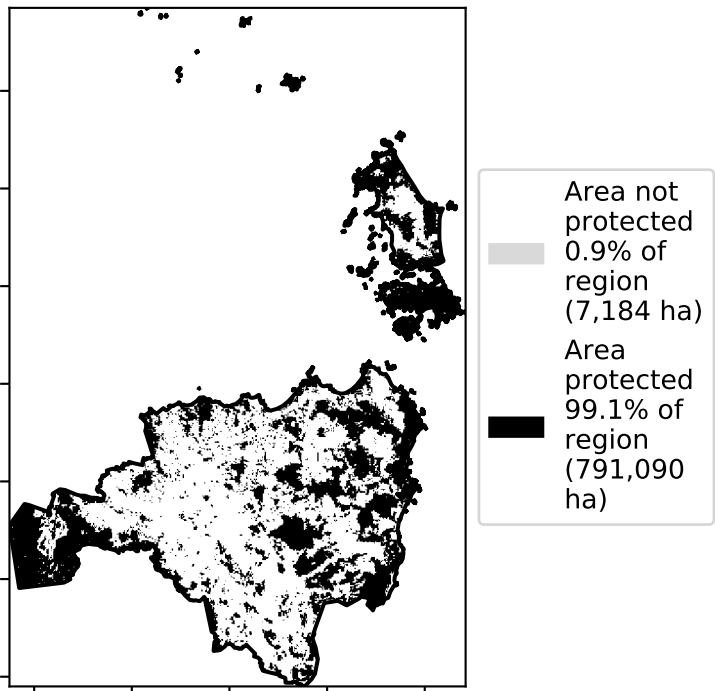 Area not
protected
0.9% of
region
(7,184 ha)
Area
protected
99.1% of
region
(791,090
ha)